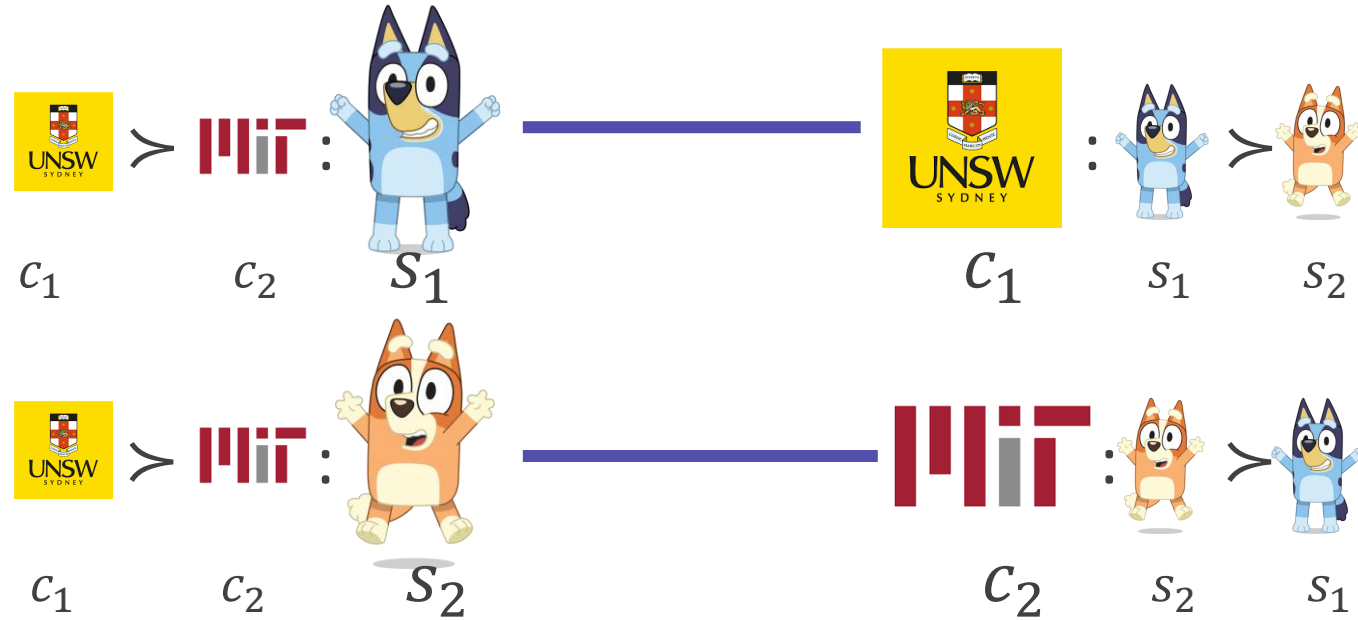 UNSW SYDNEY ≻ MiT : UNSW SYDNEY : ≻
c₁ c₂ s₁ c₁ s₁ s₂
UNSW SYDNEY ≻ MiT : MiT : ≻
c₁ c₂ s₂ c₂ s₂ s₁